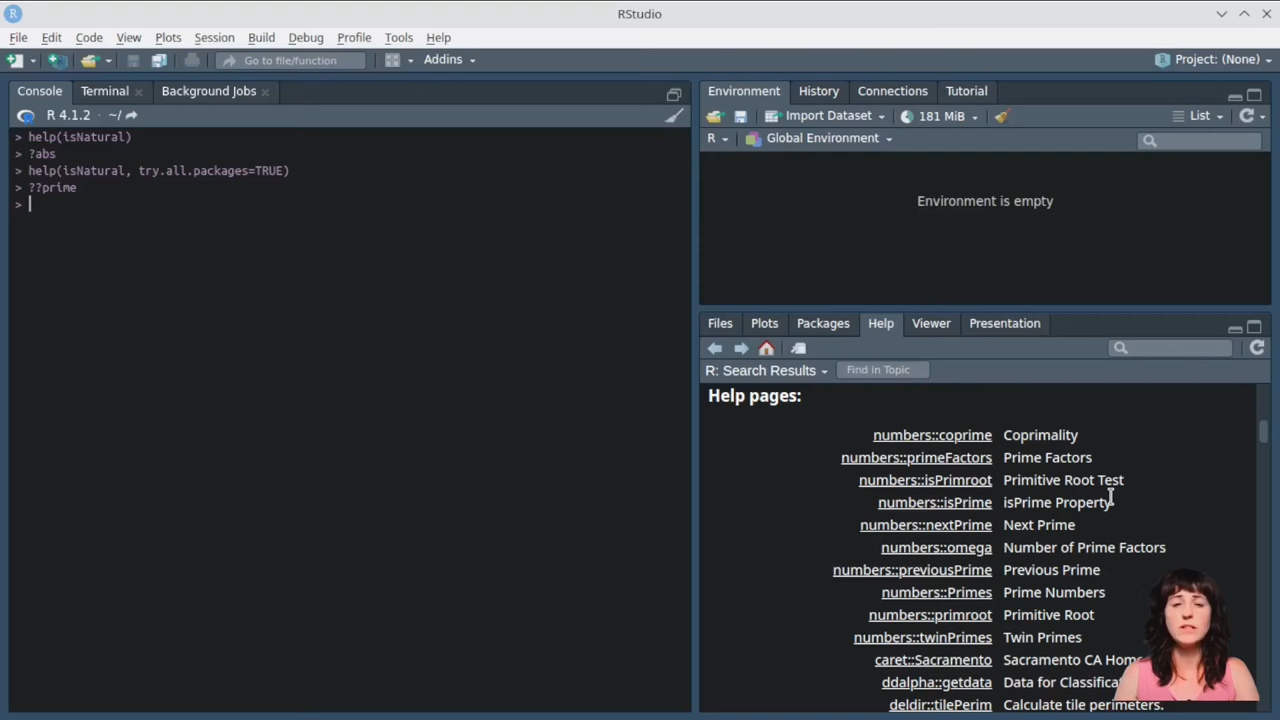 RStudio
File Edit Code View Plots Session Build Debug Profile Tools Help
Go to file/function Addins Project: (None)
Console Terminal Background Jobs
R 4.1.2 · ~/
> help(isNatural)
> ?abs
> help(isNatural, try.all.packages=TRUE)
> ??prime
>
Environment History Connections Tutorial
Import Dataset 181 MiB List
R Global Environment
Environment is empty
Files Plots Packages Help Viewer Presentation
R: Search Results Find in Topic
Help pages:
numbers::coprime Coprimality
numbers::primeFactors Prime Factors
numbers::isPrimroot Primitive Root Test
numbers::isPrime isPrime Property
numbers::nextPrime Next Prime
numbers::omega Number of Prime Factors
numbers::previousPrime Previous Prime
numbers::Primes Prime Numbers
numbers::primroot Primitive Root
numbers::twinPrimes Twin Primes
caret::Sacramento Sacramento CA
ddalpha::getdata Data for
deldir::tilePerim Calculate tile perimeters.